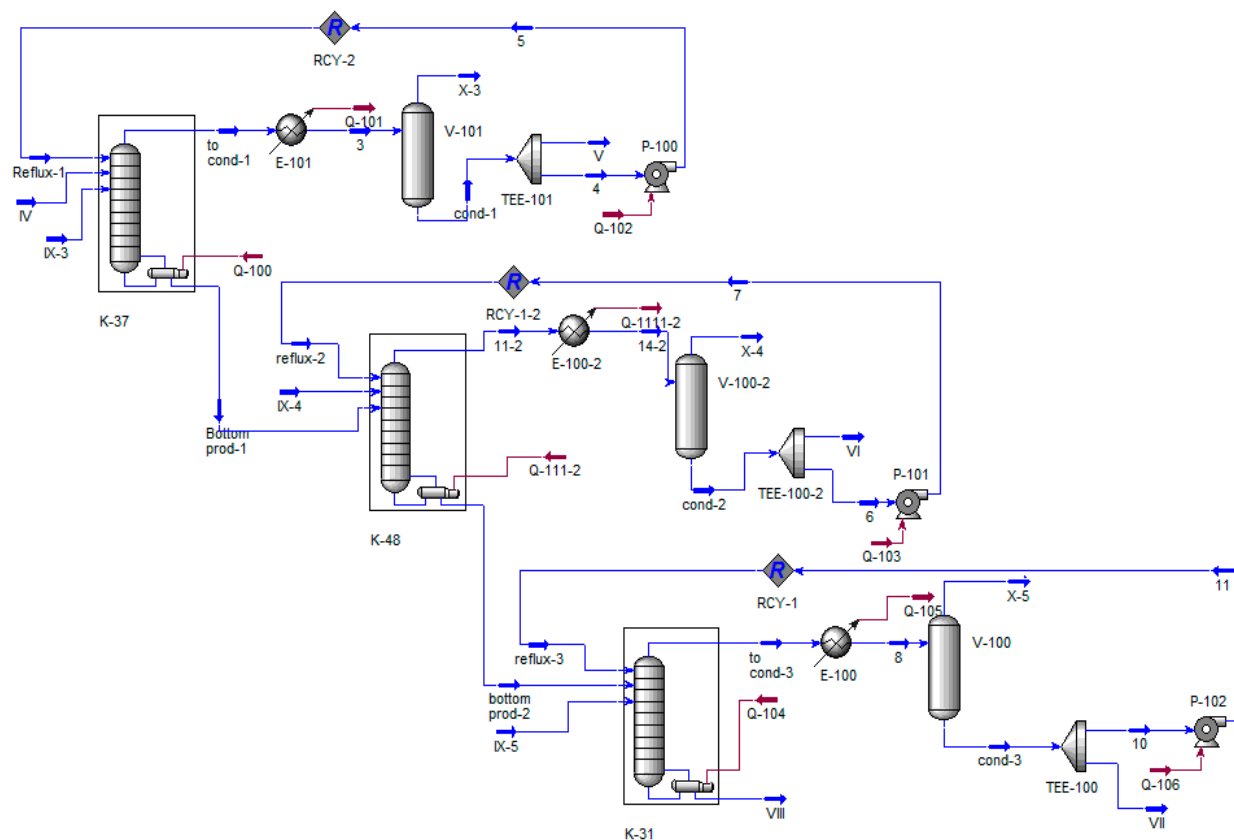 5
R
RCY-2
X-3
Q-101
to
cond-1
E-101
3
V-101
V
P-100
Reflux-1
4
TEE-101
IV
cond-1
Q-102
IX-3
Q-100
K-37
R
7
RCY-1-2
Q-1111-2
reflux-2
11-2
14-2
X-4
E-100-2
V-100-2
IX-4
Bottom
prod-1
VI
Q-111-2
P-101
TEE-100-2
cond-2
6
K-48
Q-103
R
RCY-1
11
X-5
Q-105
reflux-3
to
cond-3
8
V-100
E-100
bottom
prod-2
Q-104
P-102
IX-5
10
cond-3
TEE-100
Q-106
VIII
VII
K-31